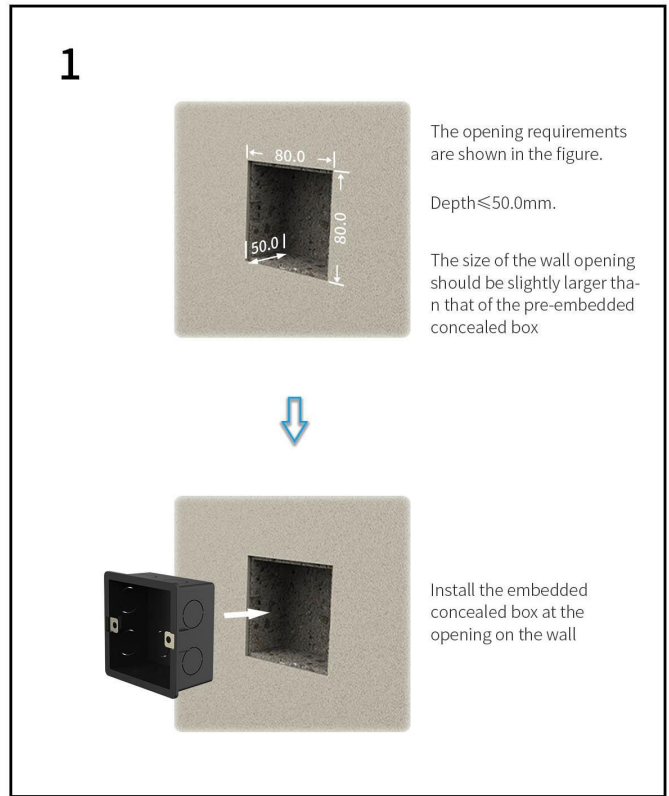 1
80.0
80.0
50.0
The opening requirements
are shown in the figure.
Depth≤50.0mm.
The size of the wall opening
should be slightly larger tha-
n that of the pre-embedded
concealed box
Install the embedded
concealed box at the
opening on the wall